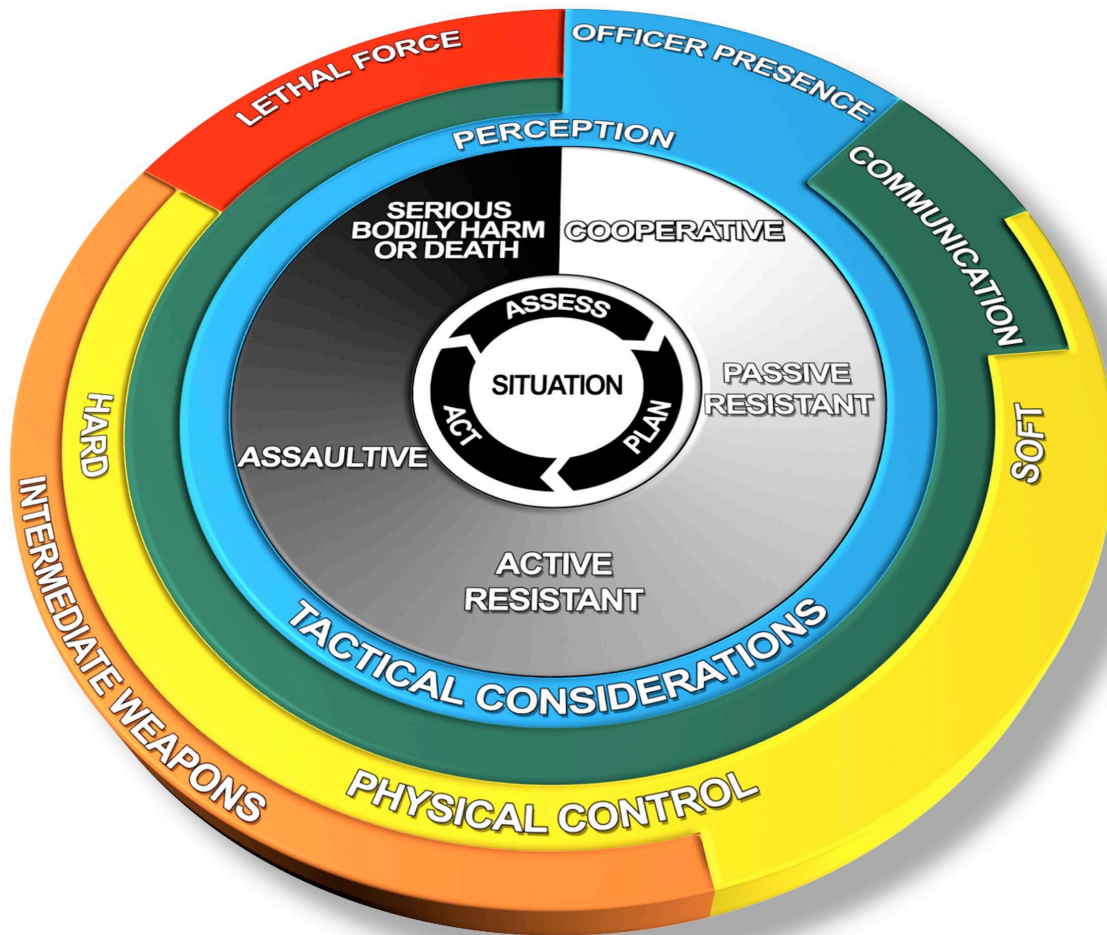 LETHAL FORCE
OFFICER PRESENCE
PERCEPTION
COMMUNICATION
SERIOUS
BODILY HARM
OR DEATH
COOPERATIVE
ASSESS
SITUATION
PLAN
ACT
PASSIVE
RESISTANT
HARD
SOFT
ASSAULTIVE
INTERMEDIATE WEAPONS
ACTIVE
RESISTANT
TACTICAL CONSIDERATIONS
PHYSICAL CONTROL